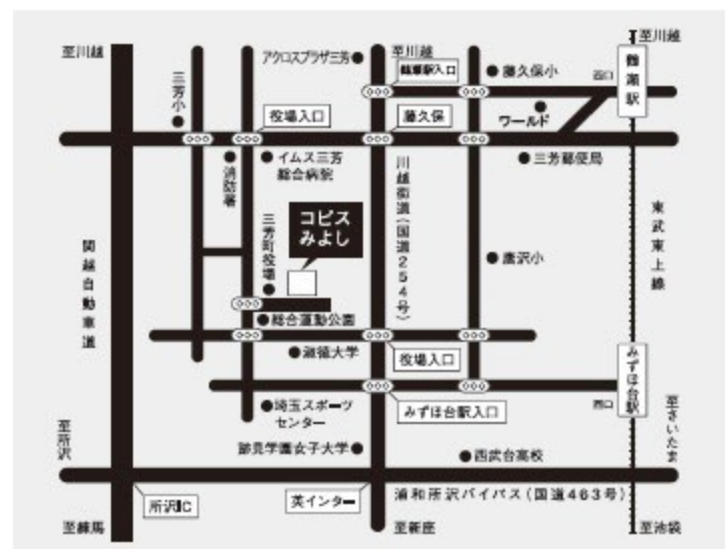 至川越
アクロスプラザ三芳
至川越
至川越
鶴瀬駅入口
藤久保小
西口
鶴瀬駅
三芳小
役場入口
藤久保
ワールド
イムス三芳
総合病院
三芳郵便局
消防署
川越街道(国道254号)
コピス
みよし
三芳町役場
東武東上線
関越自動車道
唐沢小
総合運動公園
淑徳大学
役場入口
みずほ台駅
西口
埼玉スポーツ
センター
みずほ台駅入口
至さいたま
至所沢
跡見学園女子大学
西武台高校
所沢IC
英インター
浦和所沢バイパス(国道463号)
至練馬
至新座
至池袋